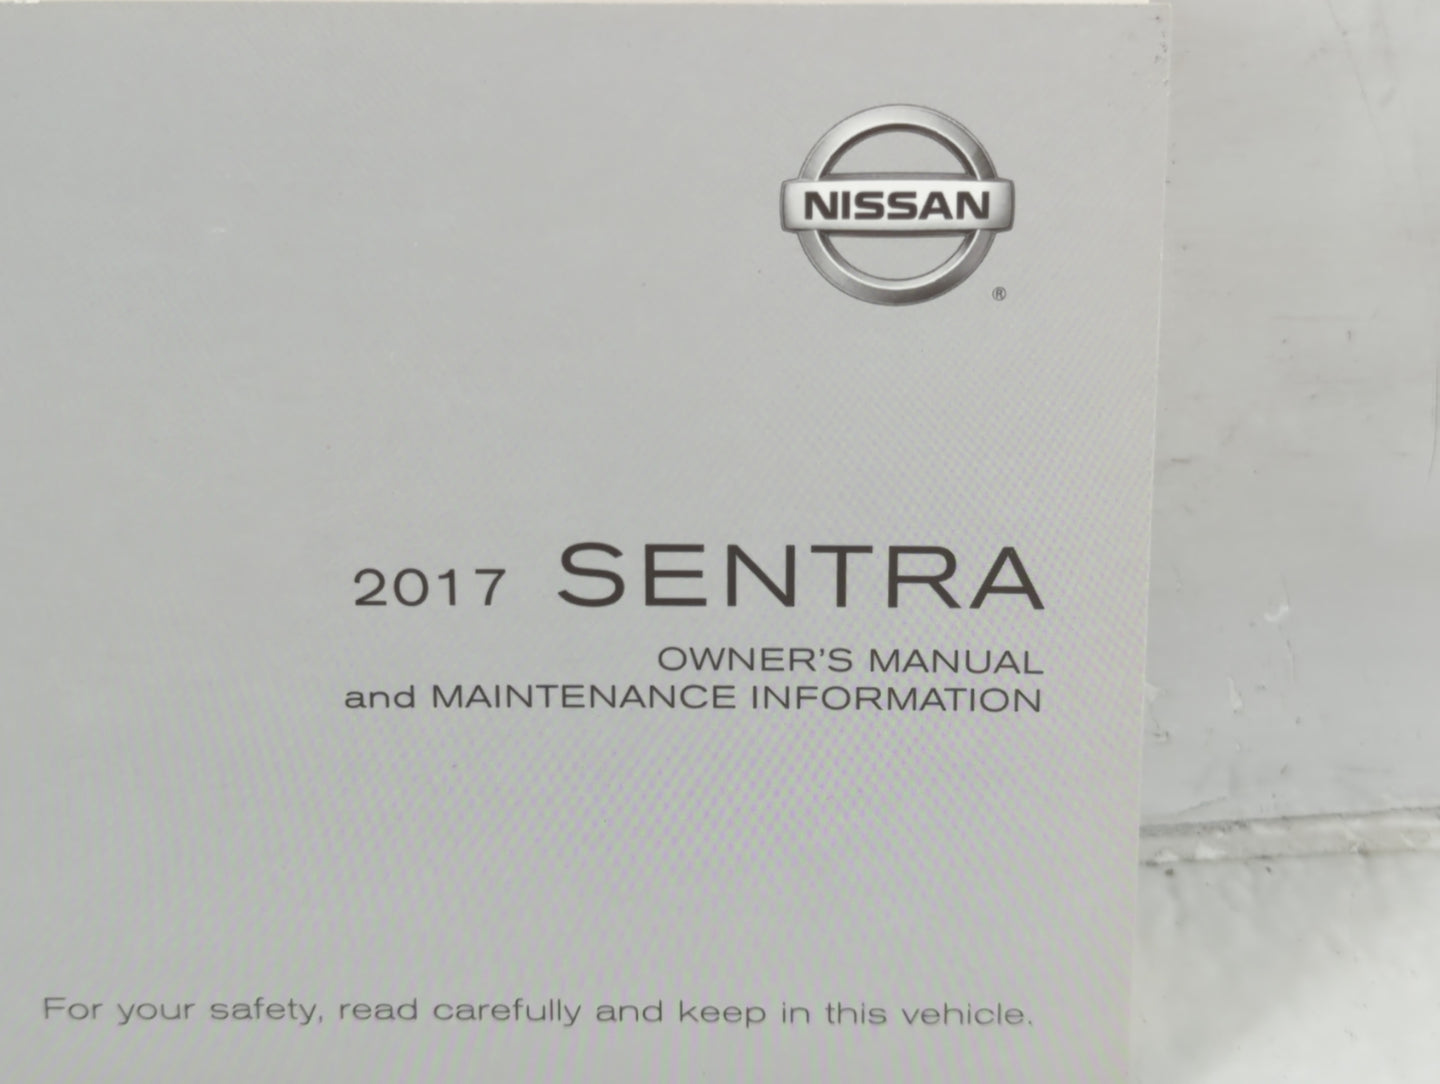 NISSAN
®
2017 SENTRA
OWNER'S MANUAL
and MAINTENANCE INFORMATION
For your safety, read carefully and keep in this vehicle.